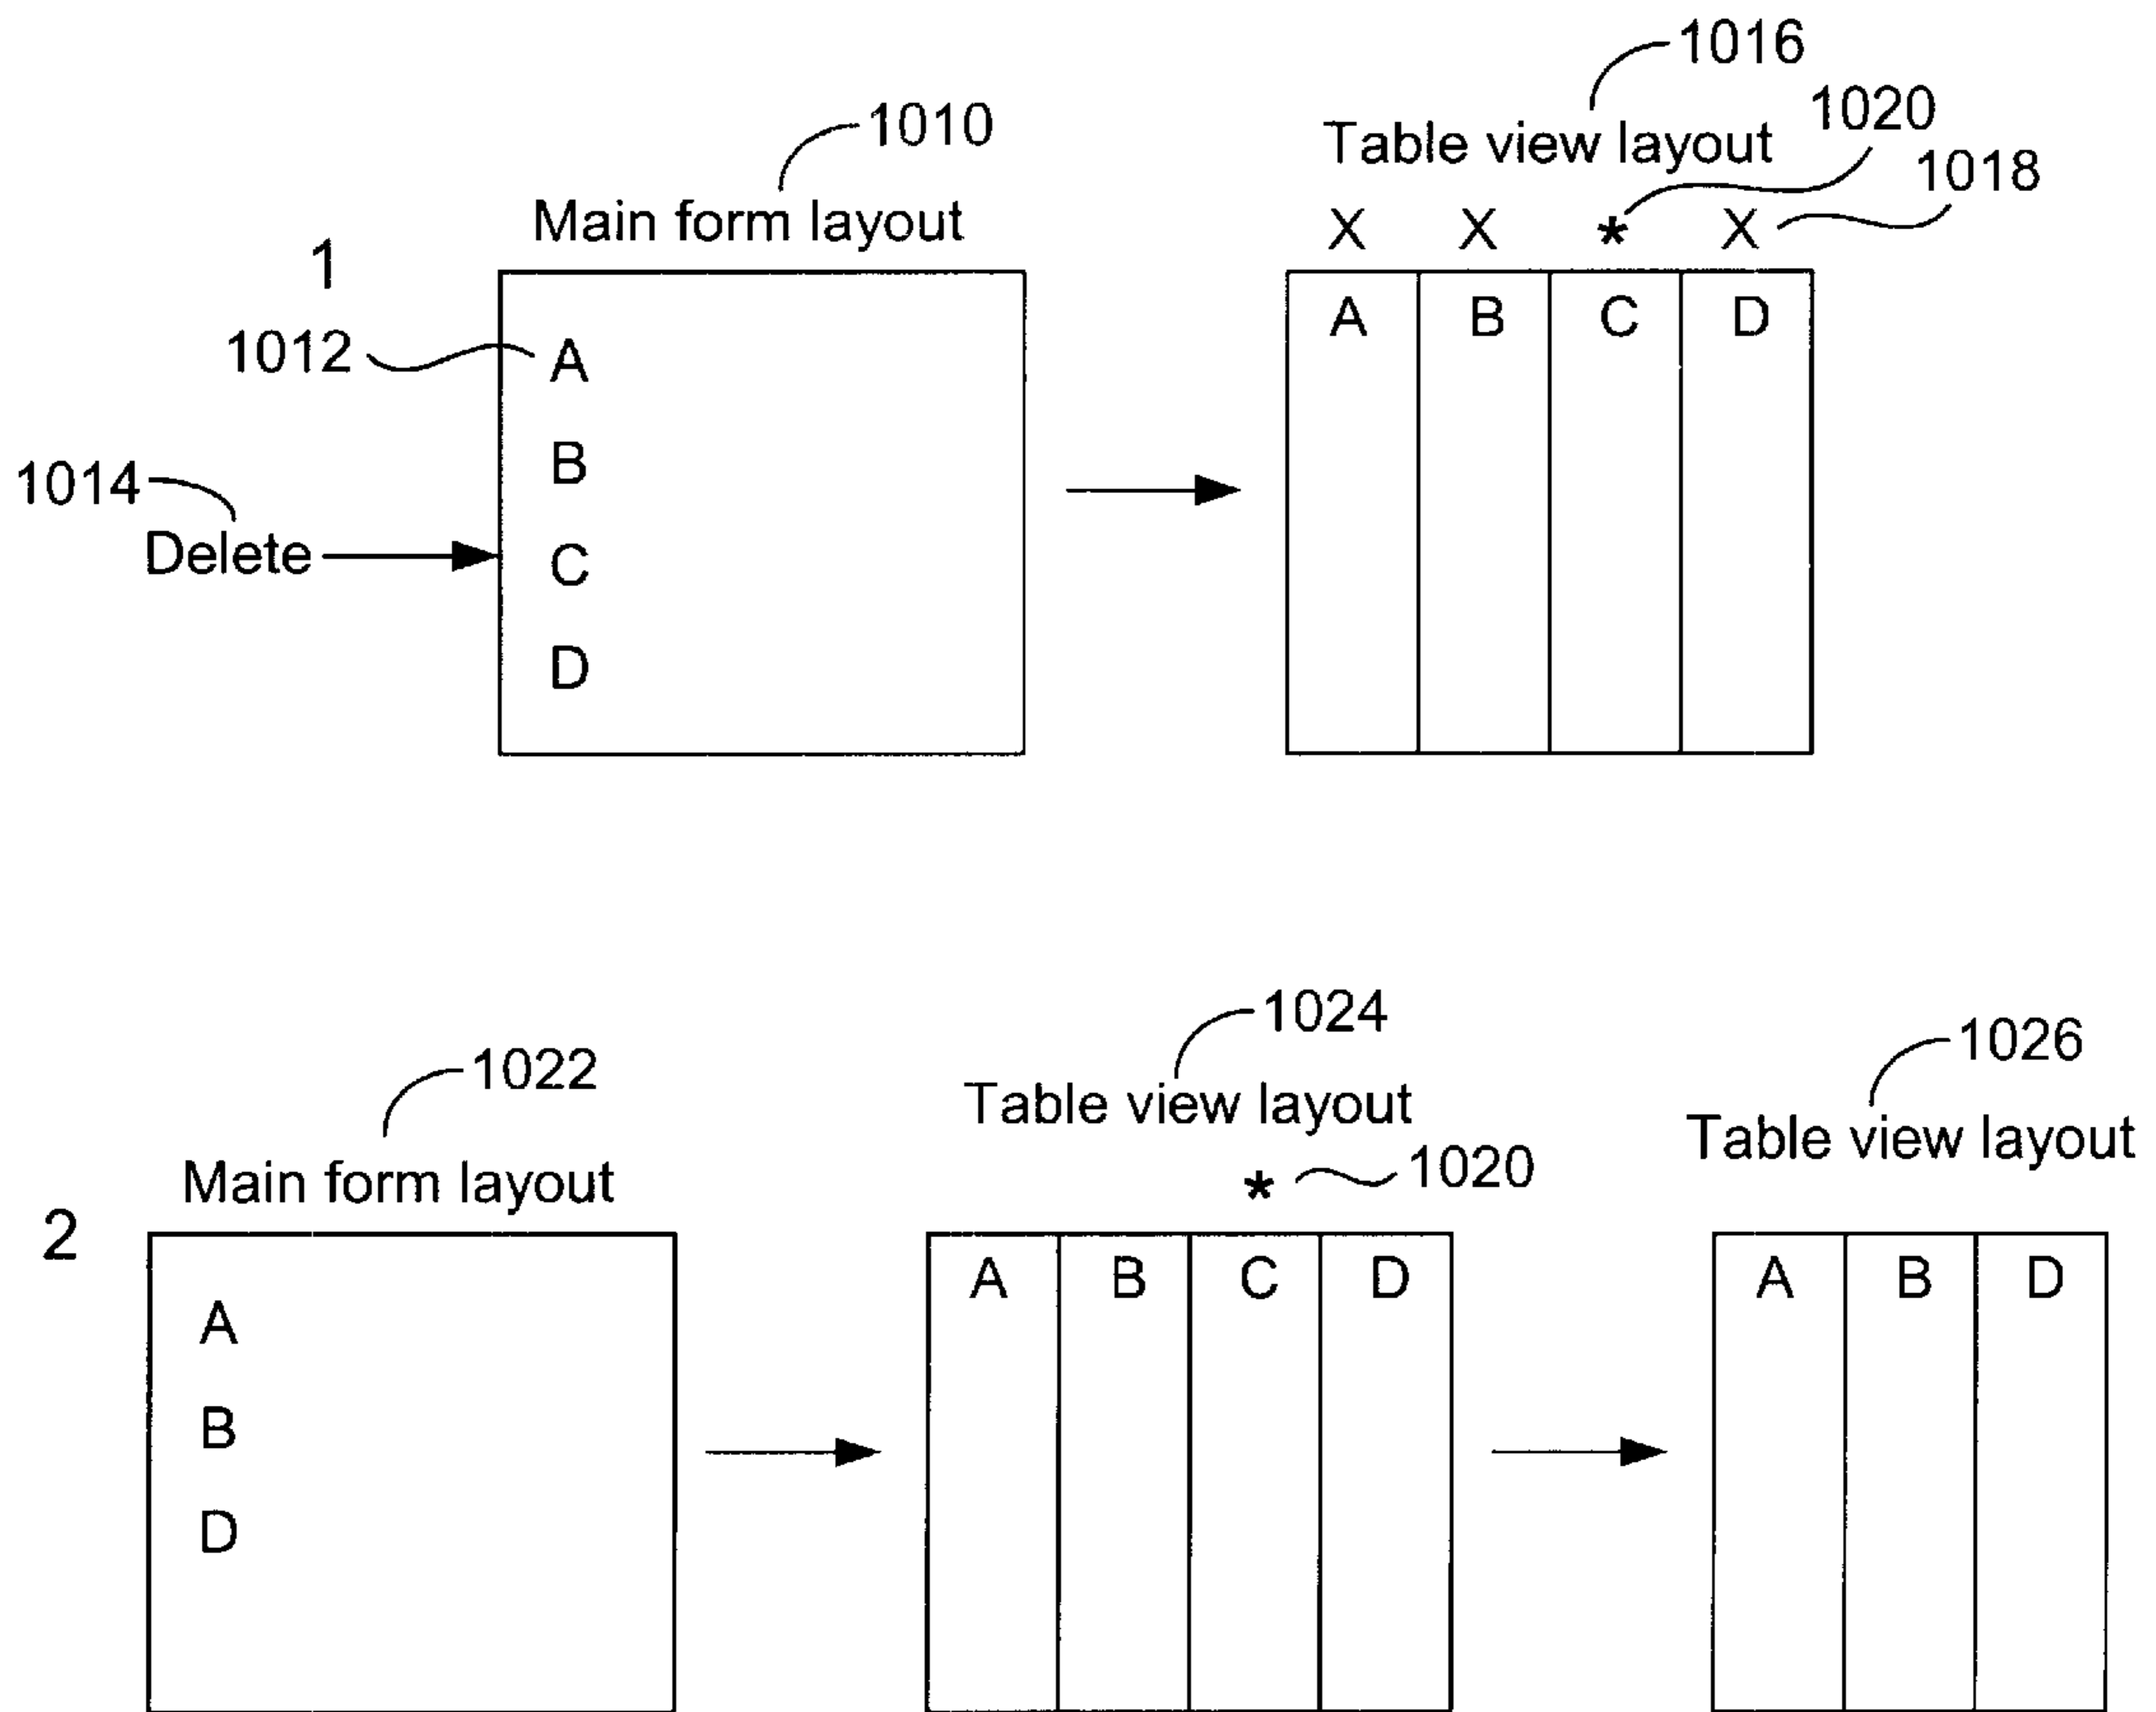 1016
1010
1020
Table view layout
1018
Main form layout
X X * X
1
A B C D
1012
A
B
1014
Delete
C
D
1024
1026
1022
Table view layout
Table view layout
* 1020
Main form layout
2
A B C D
A B D
A
B
D